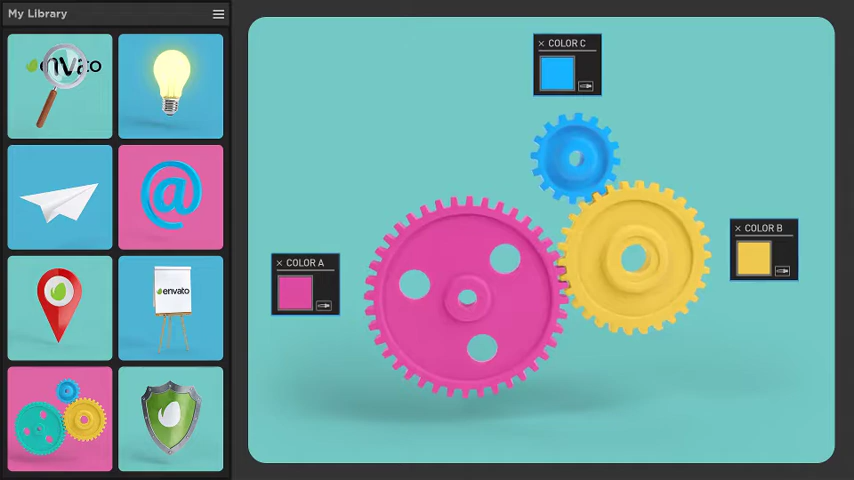 My Library
envato
@
envato
× COLOR C
× COLOR B
× COLOR A